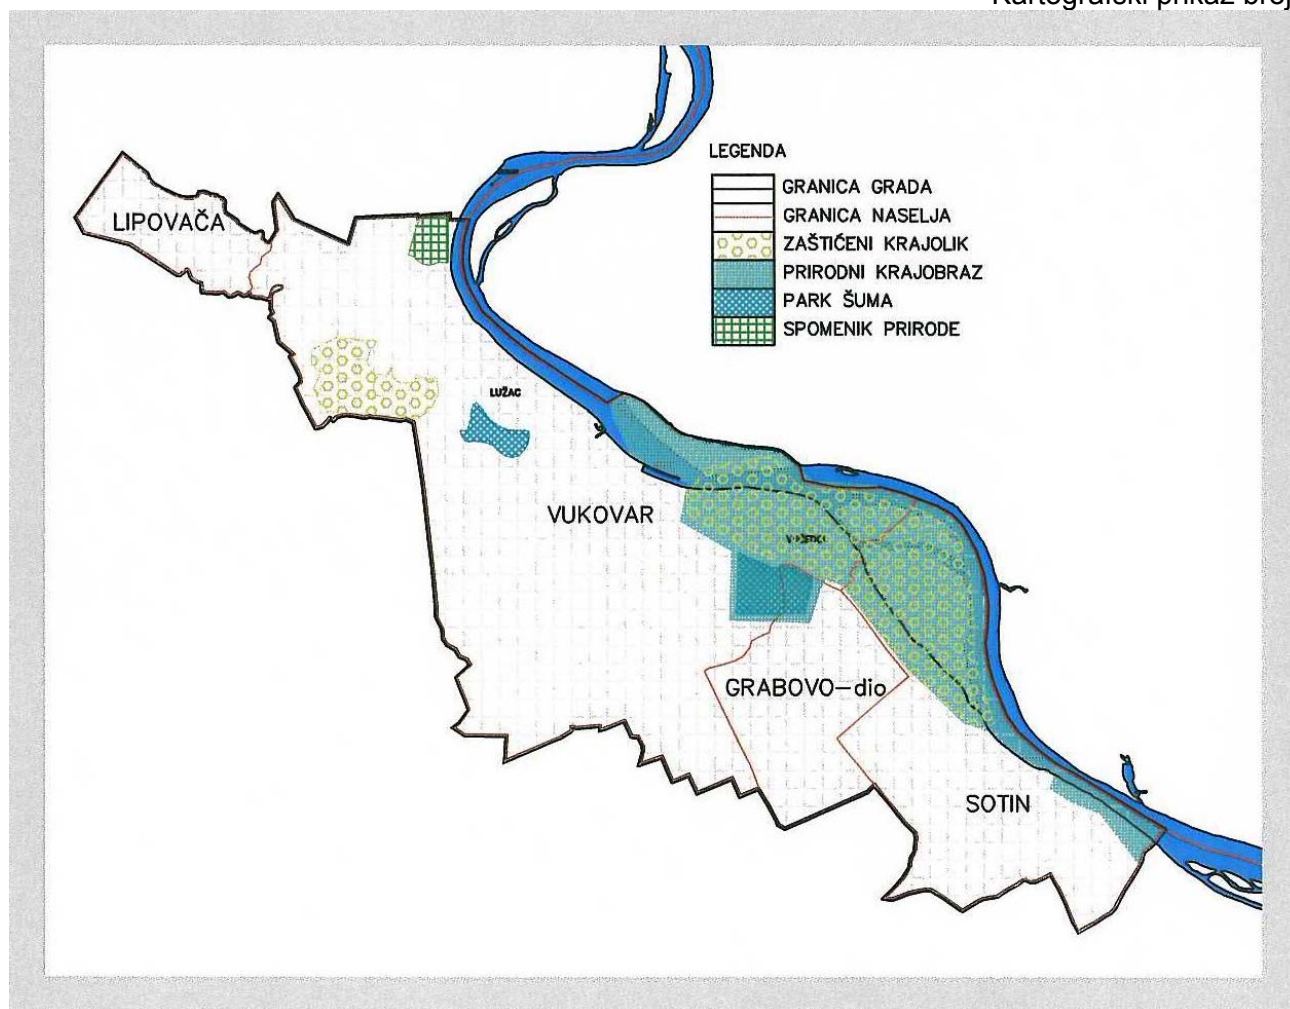 Kartografski prikaz broj
LEGENDA
GRANICA GRADA
GRANICA NASELJA
ZAŠTIĆENI KRAJOLIK
PRIRODNI KRAJOBRAZ
PARK ŠUMA
SPOMENIK PRIRODE
LIPOVAČA
LUŽAC
VUKOVAR
GRABOVO-dio
SOTIN